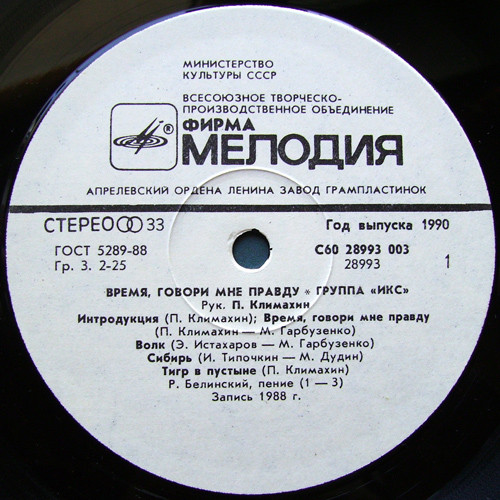 МИНИСТЕРСТВО
КУЛЬТУРЫ СССР
ВСЕСОЮЗНОЕ ТВОРЧЕСКО-
ПРОИЗВОДСТВЕННОЕ ОБЪЕДИНЕНИЕ
®
ФИРМА
МЕЛОДИЯ
АПРЕЛЕВСКИЙ ОРДЕНА ЛЕНИНА ЗАВОД ГРАМПЛАСТИНОК
СТЕРЕО 33
Год выпуска 1990
ГОСТ 5289-88
С60 28993 003
Гр. 3. 2-25
28993
1
ВРЕМЯ, ГОВОРИ МНЕ ПРАВДУ * ГРУППА «ИКС»
Рук. П. Климахин
Интродукция (П. Климахин); Время, говори мне правду
(П. Климахин — М. Гарбузенко)
Волк (Э. Истахаров — М. Гарбузенко)
Сибирь (И. Типочкин — М. Дудин)
Тигр в пустыне (П. Климахин)
Р. Белинский, пение (1 — 3)
Запись 1988 г.